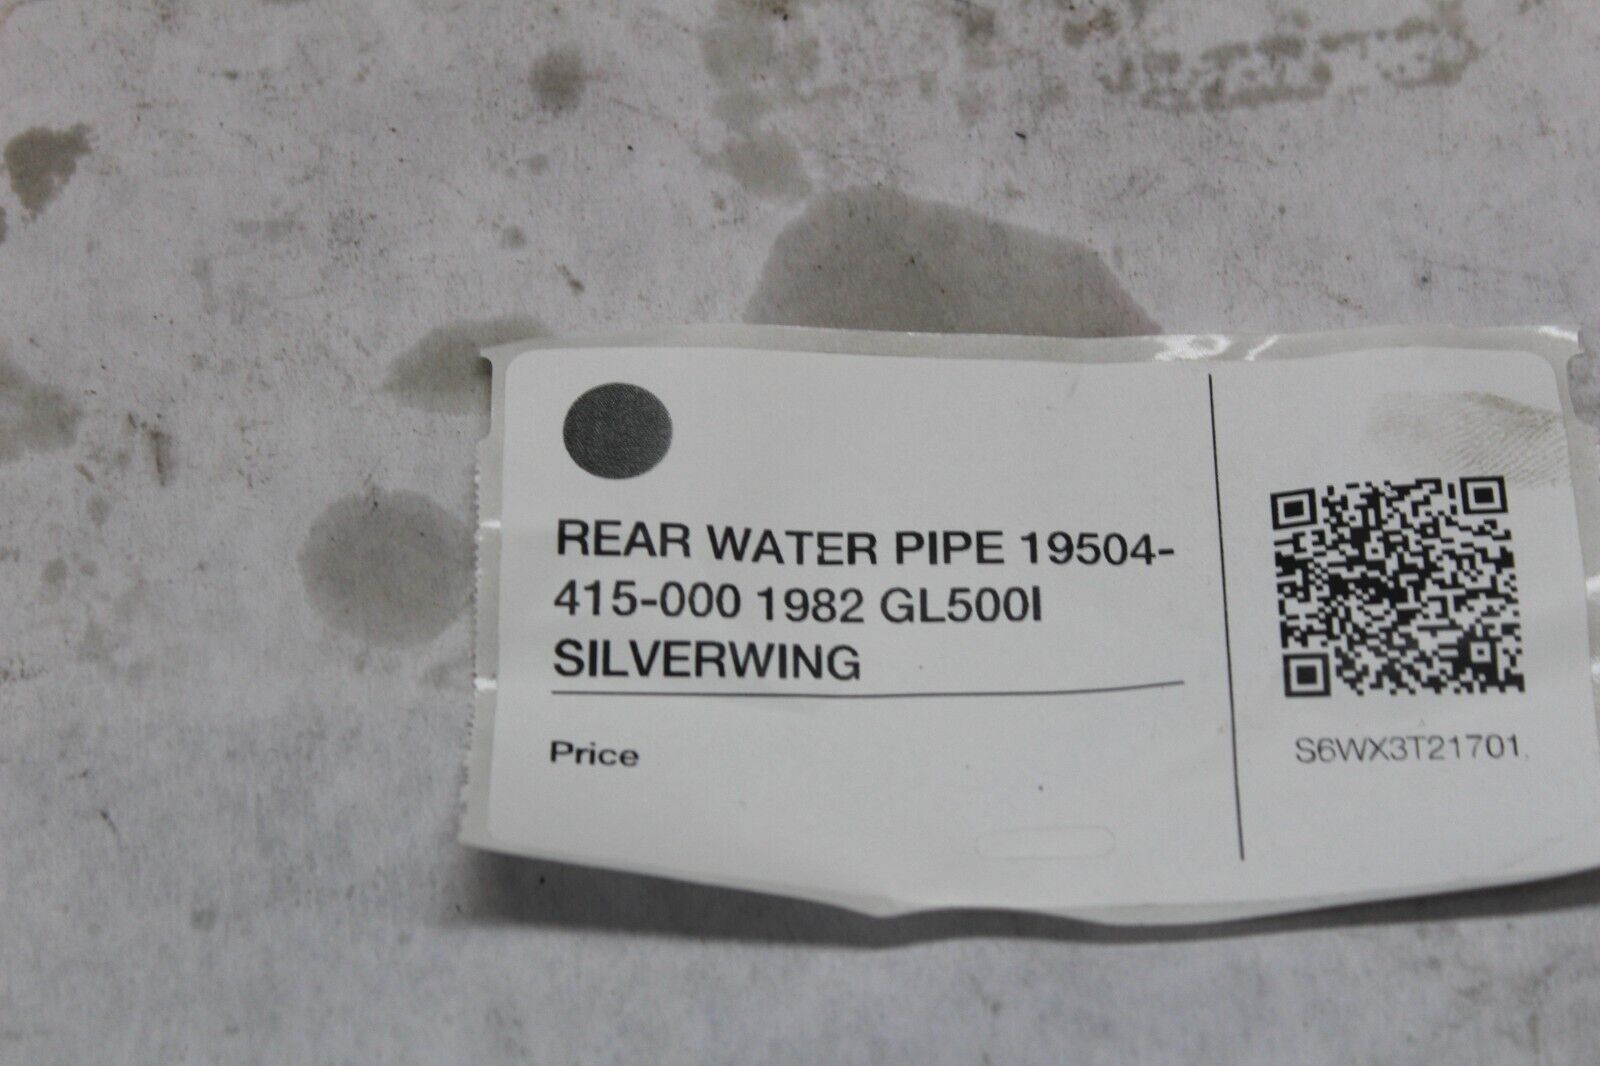 REAR WATER PIPE 19504-
415-000 1982 GL500I
SILVERWING
Price
S6WX3T21701